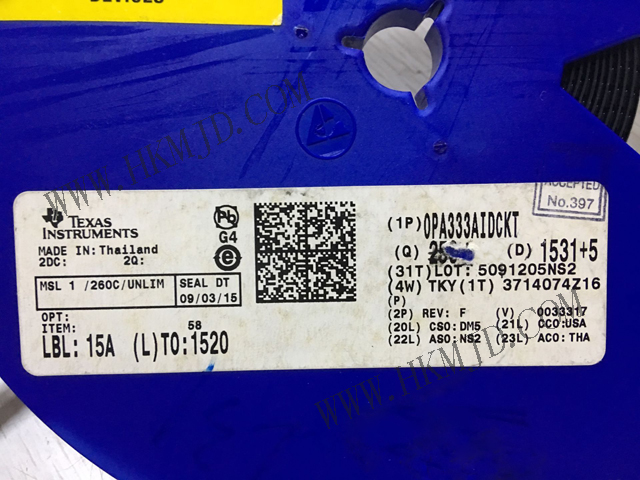 WWW.HKMJD.COM
ACCEPTED
No.397
TEXAS
INSTRUMENTS
MADE IN: Thailand
2DC: 2Q:
Pb
G4
e
MSL 1 /260C/UNLIM SEAL DT
09/03/15
OPT:
ITEM: 58
LBL: 15A (L)TO:1520
(1P) OPA333AIDCKT
(Q) (D) 1531+5
(31T)LOT: 5091205NS2
(4W) TKY(1T) 3714074Z16
(P)
(2P) REV: F (V) 0033317
(20L) CSO:DM5 (21L) CCO:USA
(22L) ASO:NS2 (23L) ACO:THA
WWW.HKMJD.COM